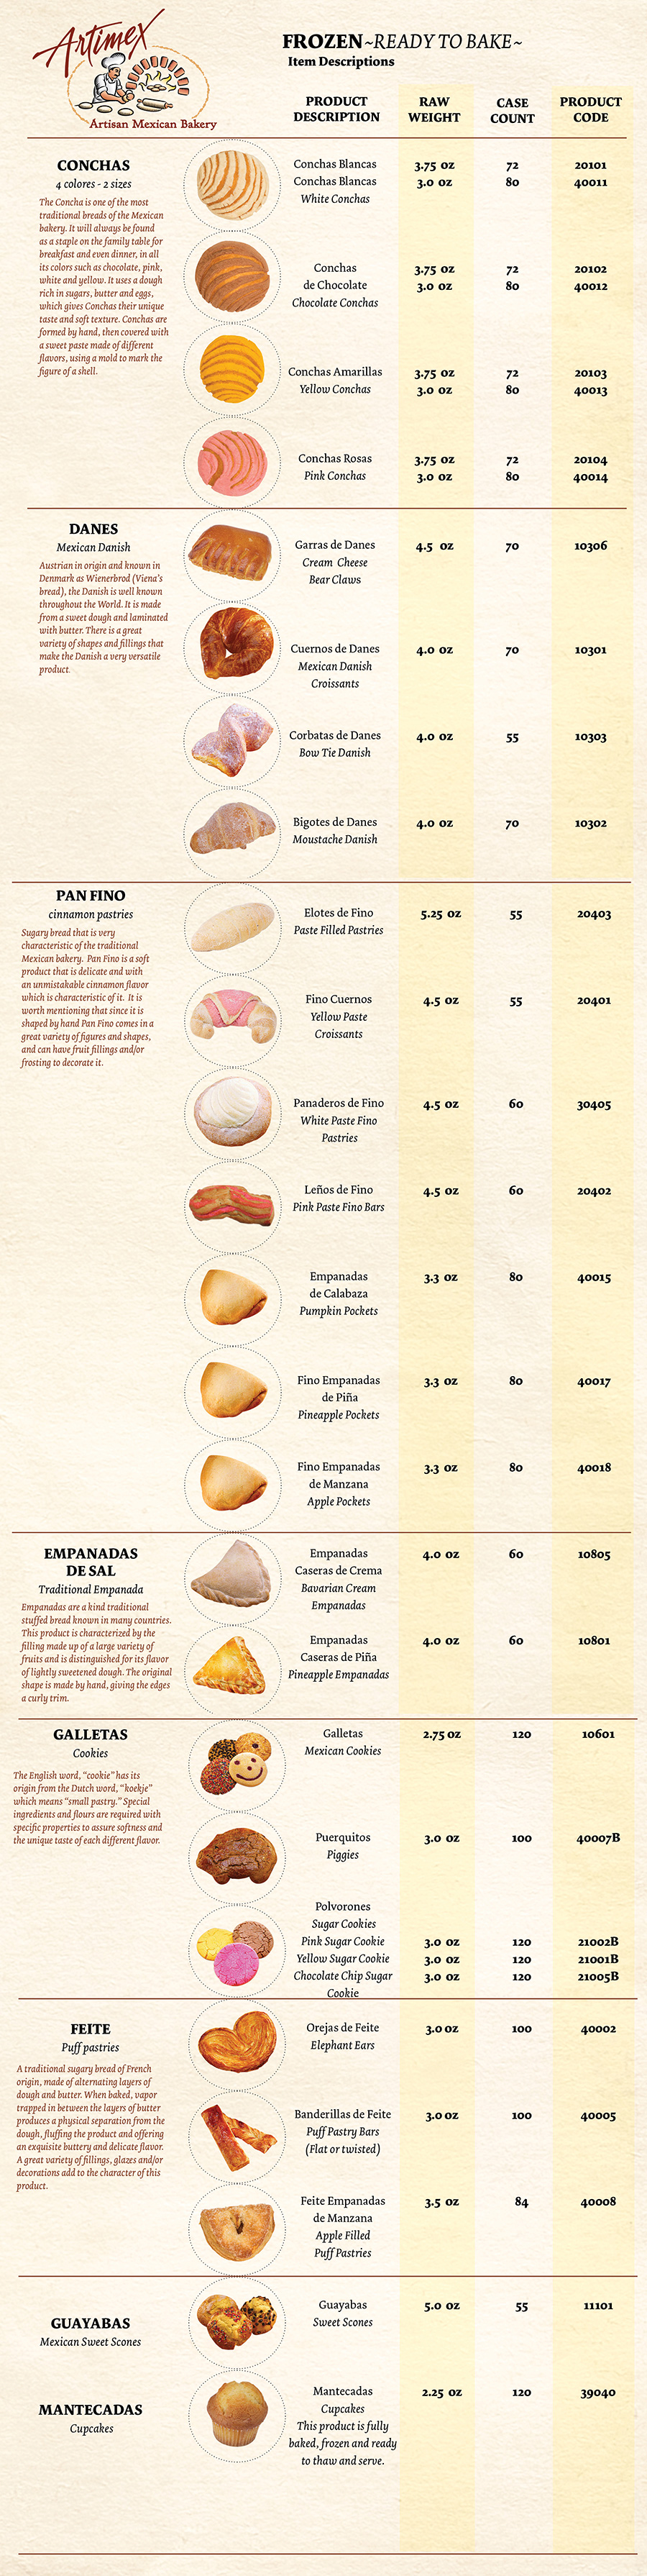 Artimex
Artisan Mexican Bakery
FROZEN~READY TO BAKE~
Item Descriptions
PRODUCT DESCRIPTION RAW WEIGHT CASE COUNT PRODUCT CODE
CONCHAS
4 colores - 2 sizes
The Concha is one of the most
traditional breads of the Mexican
bakery. It will always be found
as a staple on the family table for
breakfast and even dinner, in all
its colors such as chocolate, pink,
white and yellow. It uses a dough
rich in sugars, butter and eggs,
which gives Conchas their unique
taste and soft texture. Conchas are
formed by hand, then covered with
a sweet paste made of different
flavors, using a mold to mark the
figure of a shell.
Conchas Blancas 3.75 oz 72 20101
Conchas Blancas 3.0 oz 80 40011
White Conchas
Conchas 3.75 oz 72 20102
de Chocolate 3.0 oz 80 40012
Chocolate Conchas
Conchas Amarillas 3.75 oz 72 20103
Yellow Conchas 3.0 oz 80 40013
Conchas Rosas 3.75 oz 72 20104
Pink Conchas 3.0 oz 80 40014
DANES
Mexican Danish
Austrian in origin and known in
Denmark as Wienerbrod (Viena's
bread), the Danish is well known
throughout the World. It is made
from a sweet dough and laminated
with butter. There is a great
variety of shapes and fillings that
make the Danish a very versatile
product.
Garras de Danes 4.5 oz 70 10306
Cream Cheese
Bear Claws
Cuernos de Danes 4.0 oz 70 10301
Mexican Danish
Croissants
Corbatas de Danes 4.0 oz 55 10303
Bow Tie Danish
Bigotes de Danes 4.0 oz 70 10302
Moustache Danish
PAN FINO
cinnamon pastries
Sugary bread that is very
characteristic of the traditional
Mexican bakery. Pan Fino is a soft
product that is delicate and with
an unmistakable cinnamon flavor
which is characteristic of it. It is
worth mentioning that since it is
shaped by hand Pan Fino comes in a
great variety of figures and shapes,
and can have fruit fillings and/or
frosting to decorate it.
Elotes de Fino 5.25 oz 55 20403
Paste Filled Pastries
Fino Cuernos 4.5 oz 55 20401
Yellow Paste
Croissants
Panaderos de Fino 4.5 oz 60 30405
White Paste Fino
Pastries
Leños de Fino 4.5 oz 60 20402
Pink Paste Fino Bars
Empanadas 3.3 oz 80 40015
de Calabaza
Pumpkin Pockets
Fino Empanadas 3.3 oz 80 40017
de Piña
Pineapple Pockets
Fino Empanadas 3.3 oz 80 40018
de Manzana
Apple Pockets
EMPANADAS
DE SAL
Traditional Empanada
Empanadas are a kind traditional
stuffed bread known in many countries.
This product is characterized by the
filling made up of a large variety of
fruits and is distinguished for its flavor
of lightly sweetened dough. The original
shape is made by hand, giving the edges
a curly trim.
Empanadas 4.0 oz 60 10805
Caseras de Crema
Bavarian Cream
Empanadas
Empanadas 4.0 oz 60 10801
Caseras de Piña
Pineapple Empanadas
GALLETAS
Cookies
The English word, "cookie" has its
origin from the Dutch word, "koekje"
which means "small pastry." Special
ingredients and flours are required with
specific properties to assure softness and
the unique taste of each different flavor.
Galletas 2.75 oz 120 10601
Mexican Cookies
Puerquitos 3.0 oz 100 40007B
Piggies
Polvorones
Sugar Cookies
Pink Sugar Cookie 3.0 oz 120 21002B
Yellow Sugar Cookie 3.0 oz 120 21001B
Chocolate Chip Sugar 3.0 oz 120 21005B
Cookie
FEITE
Puff pastries
A traditional sugary bread of French
origin, made of alternating layers of
dough and butter. When baked, vapor
trapped in between the layers of butter
produces a physical separation from the
dough, fluffing the product and offering
an exquisite buttery and delicate flavor.
A great variety of fillings, glazes and/or
decorations add to the character of this
product.
Orejas de Feite 3.0 oz 100 40002
Elephant Ears
Banderillas de Feite 3.0 oz 100 40005
Puff Pastry Bars
(Flat or twisted)
Feite Empanadas 3.5 oz 84 40008
de Manzana
Apple Filled
Puff Pastries
GUAYABAS
Mexican Sweet Scones
Guayabas 5.0 oz 55 11101
Sweet Scones
MANTECADAS
Cupcakes
Mantecadas 2.25 oz 120 39040
Cupcakes
This product is fully
baked, frozen and ready
to thaw and serve.